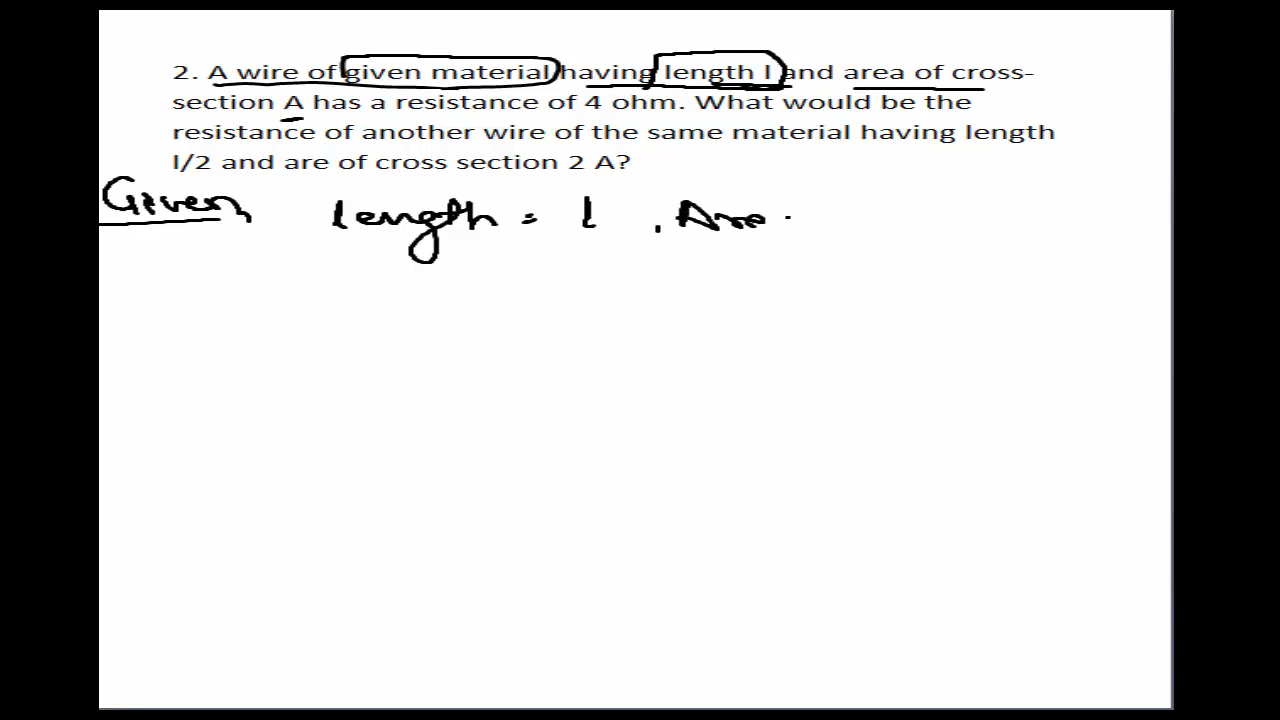 2. A wire of given material having length l and area of cross-
section A has a resistance of 4 ohm. What would be the
resistance of another wire of the same material having length
l/2 and are of cross section 2 A?
Given length = l , Are